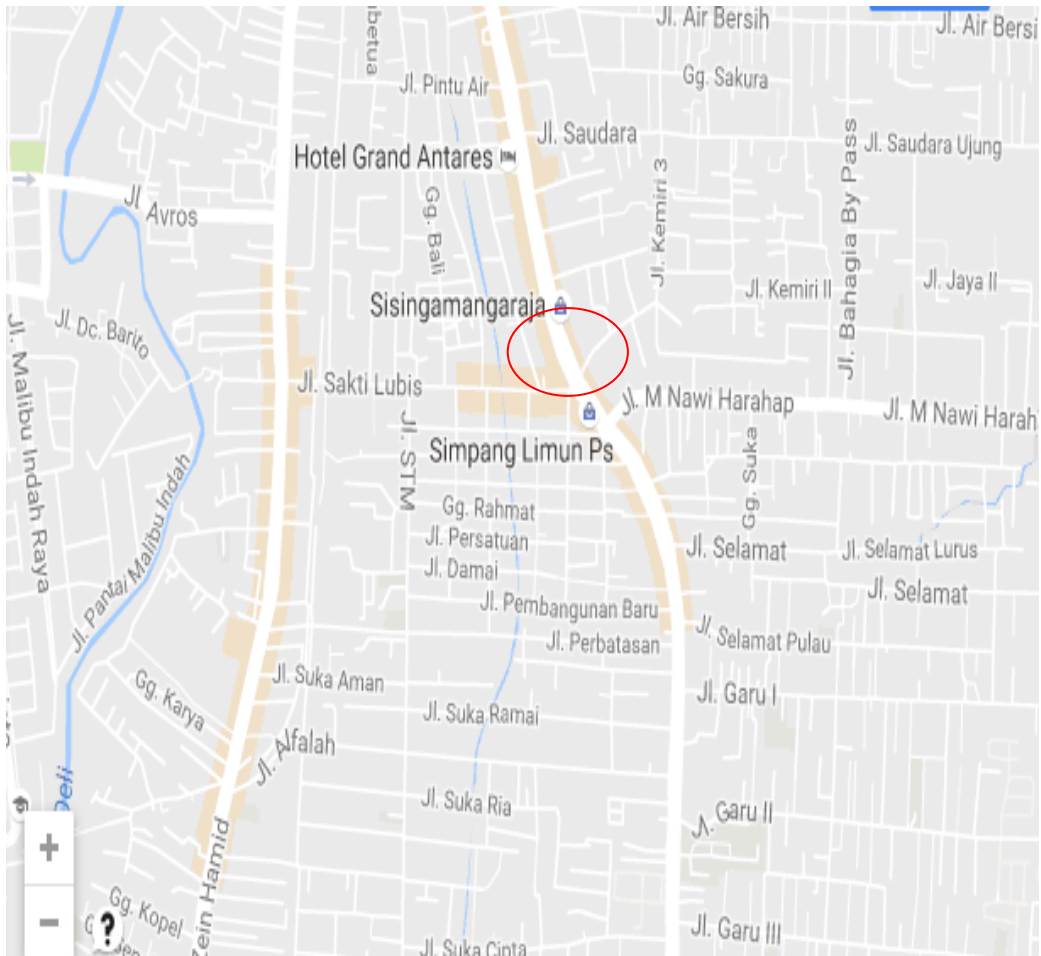 Jl. Air Bersih
Jl. Air Bersi
betua
Jl. Pintu Air
Gg. Sakura
Jl. Saudara
Jl. Saudara Ujung
Hotel Grand Antares
Jl. Avros
Gg. Bali
Jl. Kemiri 3
Jl. Bahagia By Pass
Jl. Kemiri II
Jl. Jaya II
Sisingamangaraja
Jl. Dc. Barito
Jl. Malibu Indah Raya
Jl. Sakti Lubis
Jl. M Nawi Harahap
Jl. M Nawi Harah
Jl. STM
Simpang Limun Ps
Gg. Suka
Gg. Rahmat
Jl. Persatuan
Jl. Damai
Jl. Selamat
Jl. Selamat Lurus
Jl. Selamat
Jl. Pantai Malibu Indah
Jl. Pembangunan Baru
Jl. Perbatasan
Jl. Selamat Pulau
Jl. Suka Aman
Gg. Karya
Jl. Garu I
Jl. Suka Ramai
Jl. Alfalah
Deli
Jl. Suka Ria
Jl. Garu II
+
Zein Hamid
Gg. Kopel
−
?
Jl. Garu III
Jl. Suka Cipta